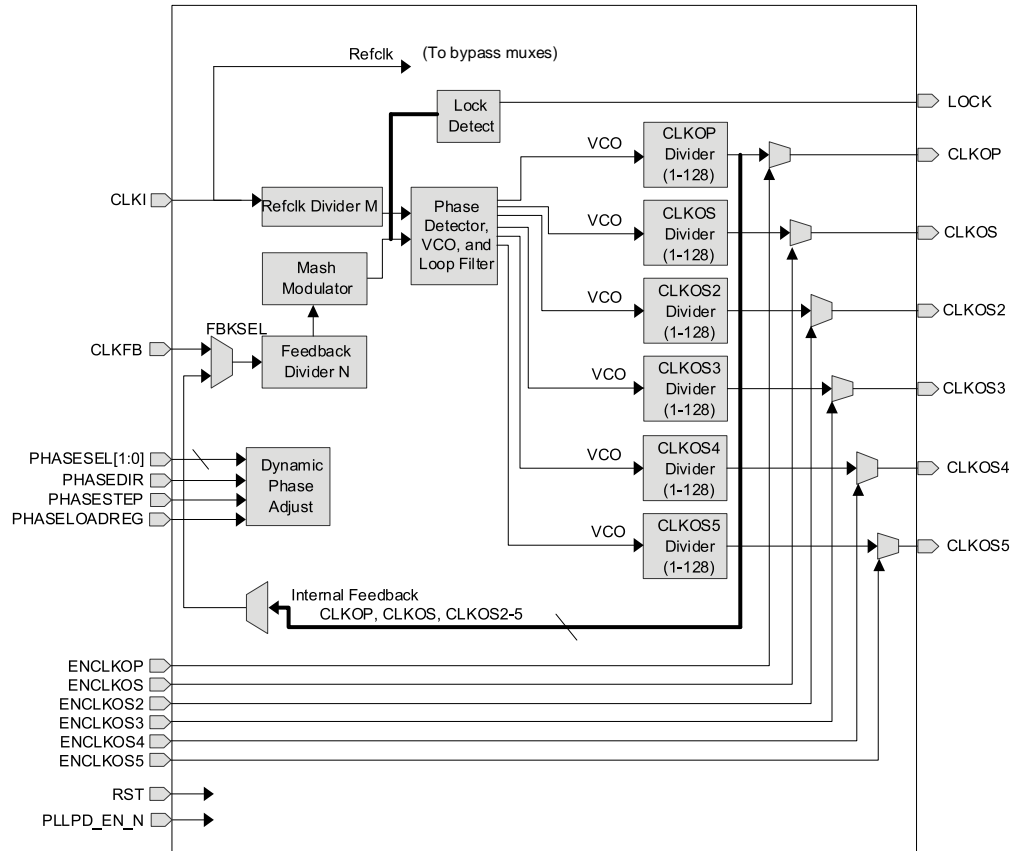 Refclk (To bypass muxes)
Lock
Detect
LOCK
VCO
CLKOP
Divider
(1-128)
CLKOP
CLKI
Refclk Divider M
Phase
Detector,
VCO, and
Loop Filter
VCO
CLKOS
Divider
(1-128)
CLKOS
Mash
Modulator
VCO
CLKOS2
Divider
(1-128)
CLKOS2
FBKSEL
CLKFB
Feedback
Divider N
VCO
CLKOS3
Divider
(1-128)
CLKOS3
PHASESEL[1:0]
PHASEDIR
PHASESTEP
PHASELOADREG
Dynamic
Phase
Adjust
VCO
CLKOS4
Divider
(1-128)
CLKOS4
VCO
CLKOS5
Divider
(1-128)
CLKOS5
Internal Feedback
CLKOP, CLKOS, CLKOS2-5
ENCLKOP
ENCLKOS
ENCLKOS2
ENCLKOS3
ENCLKOS4
ENCLKOS5
RST
PLLPD_EN_N